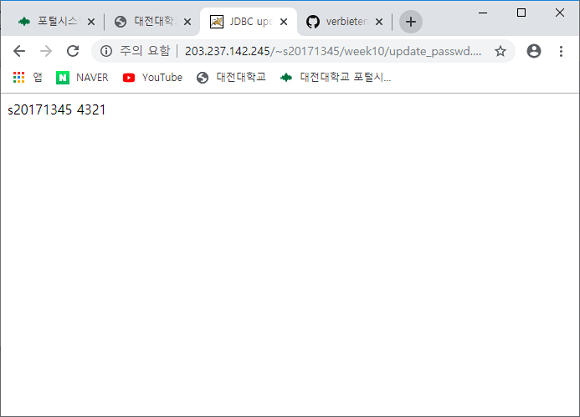 포털시스 대전대학 JDBC upd verbieten
주의 요함 203.237.142.245/~s20171345/week10/update_passwd....
앱 NAVER YouTube 대전대학교 대전대학교 포털시...
s20171345 4321